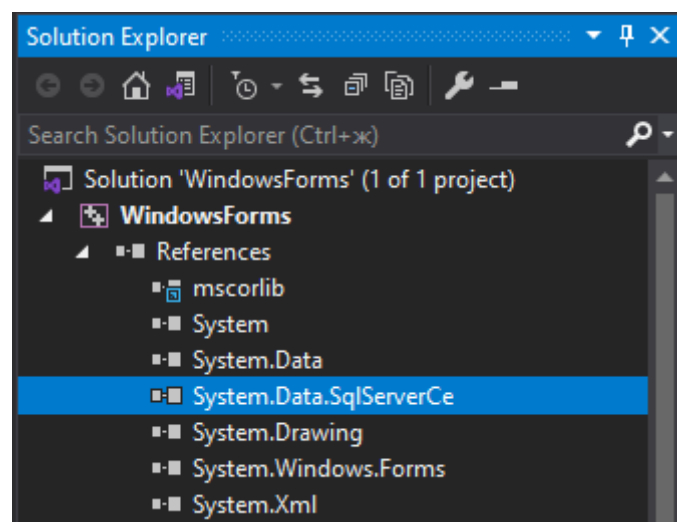 Solution Explorer
Search Solution Explorer (Ctrl+ж)
Solution 'WindowsForms' (1 of 1 project)
WindowsForms
References
mscorlib
System
System.Data
System.Data.SqlServerCe
System.Drawing
System.Windows.Forms
System.Xml